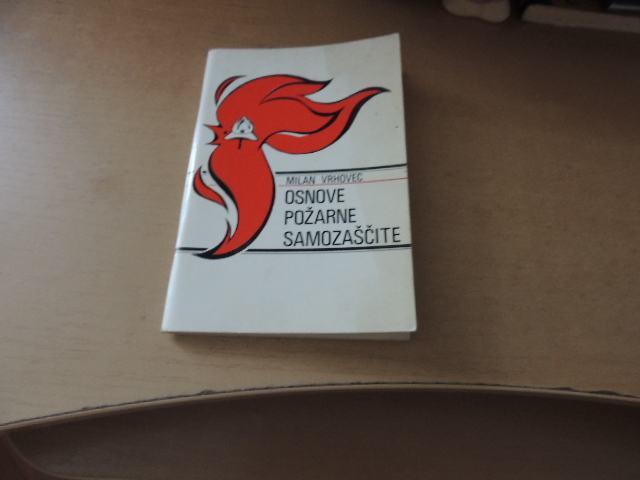 MILAN VRHOVEC
OSNOVE
POŽARNE
SAMOZAŠČITE